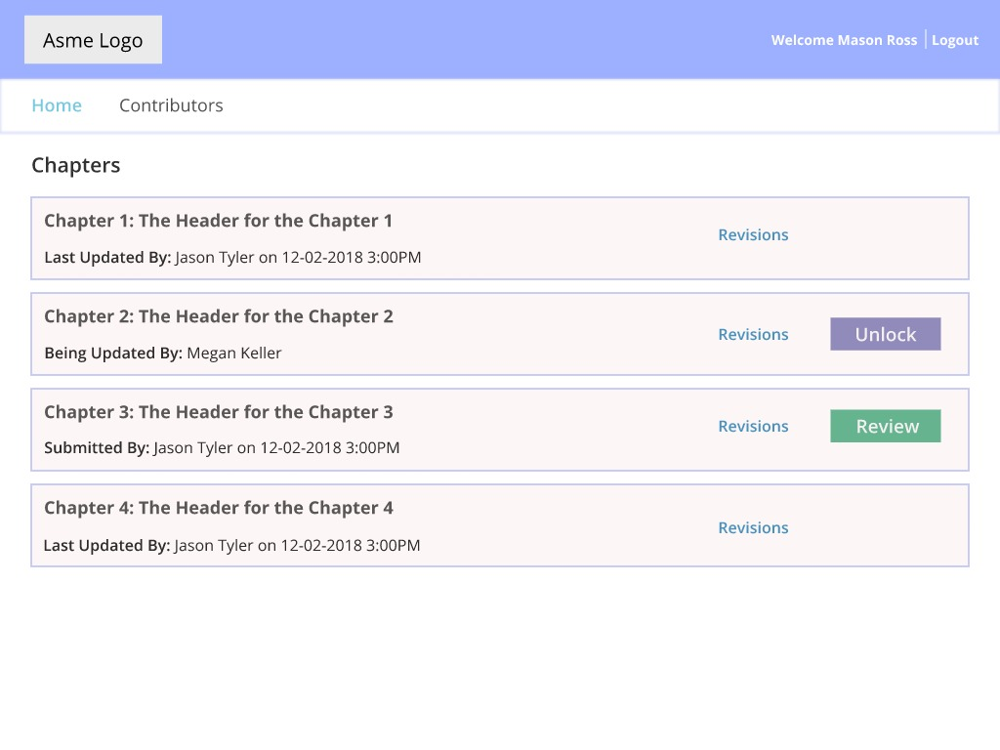 Asme Logo
Welcome Mason Ross | Logout
Home Contributors
Chapters
Chapter 1: The Header for the Chapter 1
Revisions
Last Updated By: Jason Tyler on 12-02-2018 3:00PM
Chapter 2: The Header for the Chapter 2
Revisions Unlock
Being Updated By: Megan Keller
Chapter 3: The Header for the Chapter 3
Revisions Review
Submitted By: Jason Tyler on 12-02-2018 3:00PM
Chapter 4: The Header for the Chapter 4
Revisions
Last Updated By: Jason Tyler on 12-02-2018 3:00PM